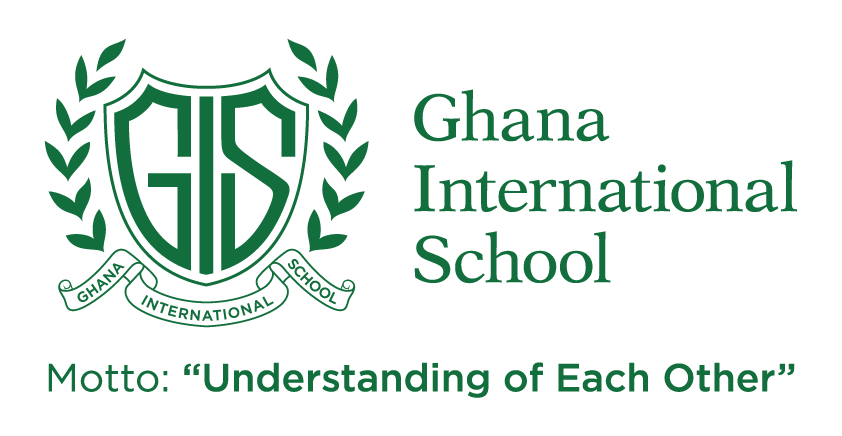 GIS
GHANA INTERNATIONAL SCHOOL
Ghana
International
School
Motto: “Understanding of Each Other”